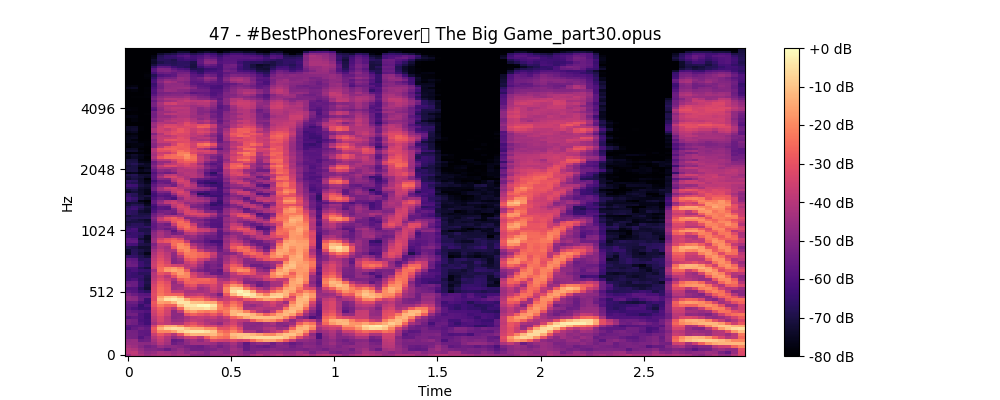 47 - #BestPhonesForever▯ The Big Game_part30.opus
Hz
4096
2048
1024
512
0
0
0.5
1
1.5
2
2.5
Time
+0 dB
-10 dB
-20 dB
-30 dB
-40 dB
-50 dB
-60 dB
-70 dB
-80 dB